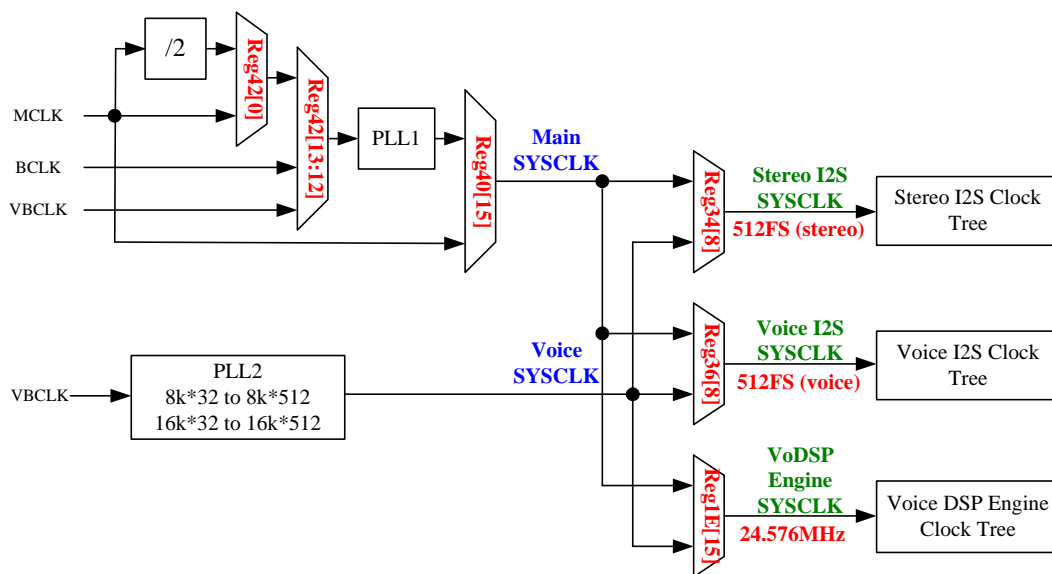 /2
Reg42[0]
MCLK
BCLK
VBCLK
Reg42[13:12]
PLL1
Reg40[15]
Main
SYSCLK
Reg34[8]
Stereo I2S
SYSCLK
512FS (stereo)
Stereo I2S Clock
Tree
VBCLK
PLL2
8k*32 to 8k*512
16k*32 to 16k*512
Voice
SYSCLK
Reg36[8]
Voice I2S
SYSCLK
512FS (voice)
Voice I2S Clock
Tree
Reg1E[15]
VoDSP
Engine
SYSCLK
24.576MHz
Voice DSP Engine
Clock Tree